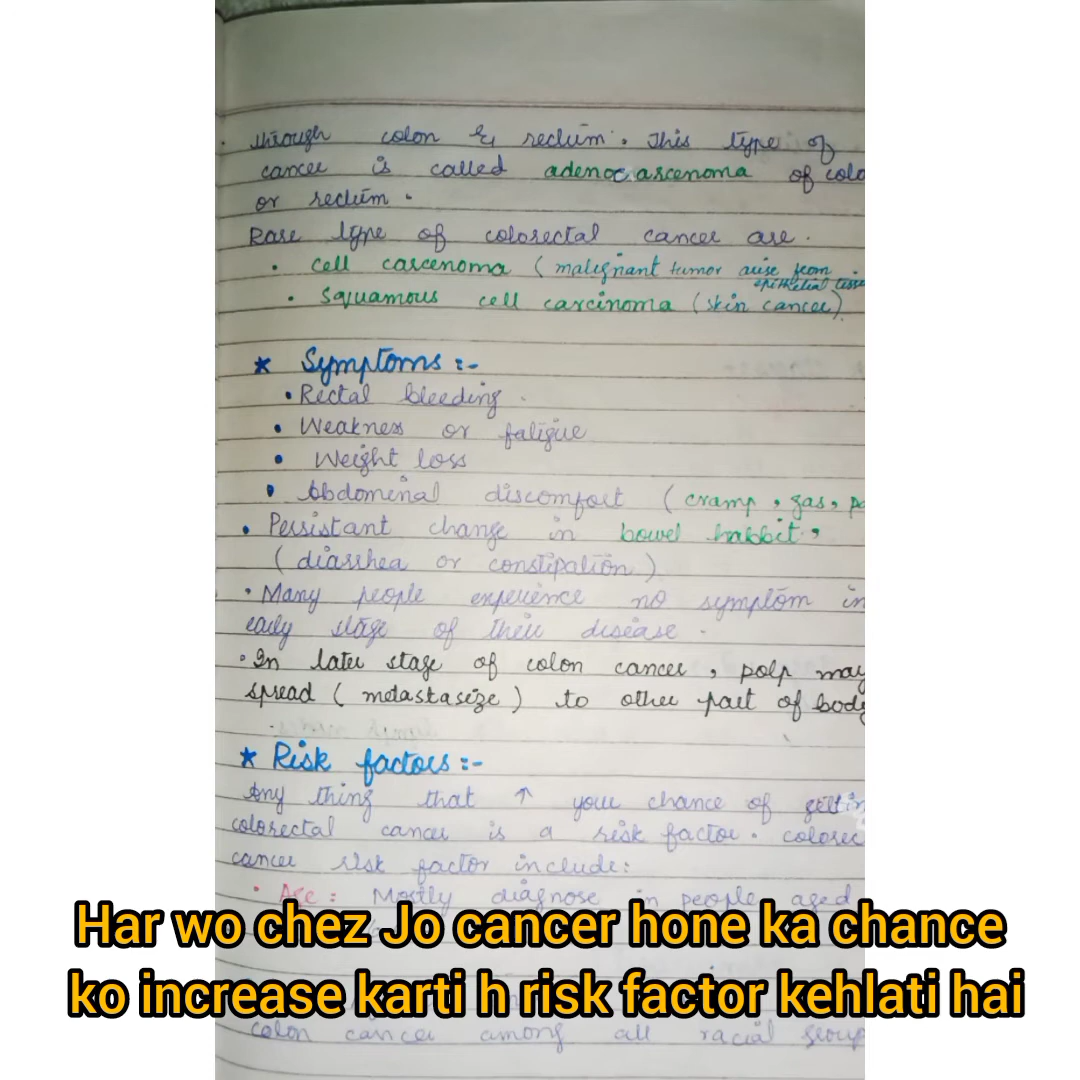 through colon & rectum. This type of
cancer is called adenocarcenoma of colo
or rectum.
Rare type of colorectal cancer are.
• cell carcenoma (malignant tumor arise from
epithelial tisse
• Squamous cell carcinoma (skin cancer)
* Symptoms :-
• Rectal bleeding.
• Weakness or fatigue
• Weight loss
• Abdominal discomfort (cramp, gas, pa
• Persistant change in bowel habbit,
(diarrhea or constipation)
• Many people experience no symptom in
early stage of their disease.
• In later stage of colon cancer, polp may
spread (metastasize) to other part of body
* Risk factors :-
Any thing that ↑ your chance of gettin
colorectal cancer is a risk factor. colorec
cancer risk factor include:
• Age: Mostly diagnose in people aged
Har wo chez Jo cancer hone ka chance
ko increase karti h risk factor kehlati hai
colon cancer among all racial group